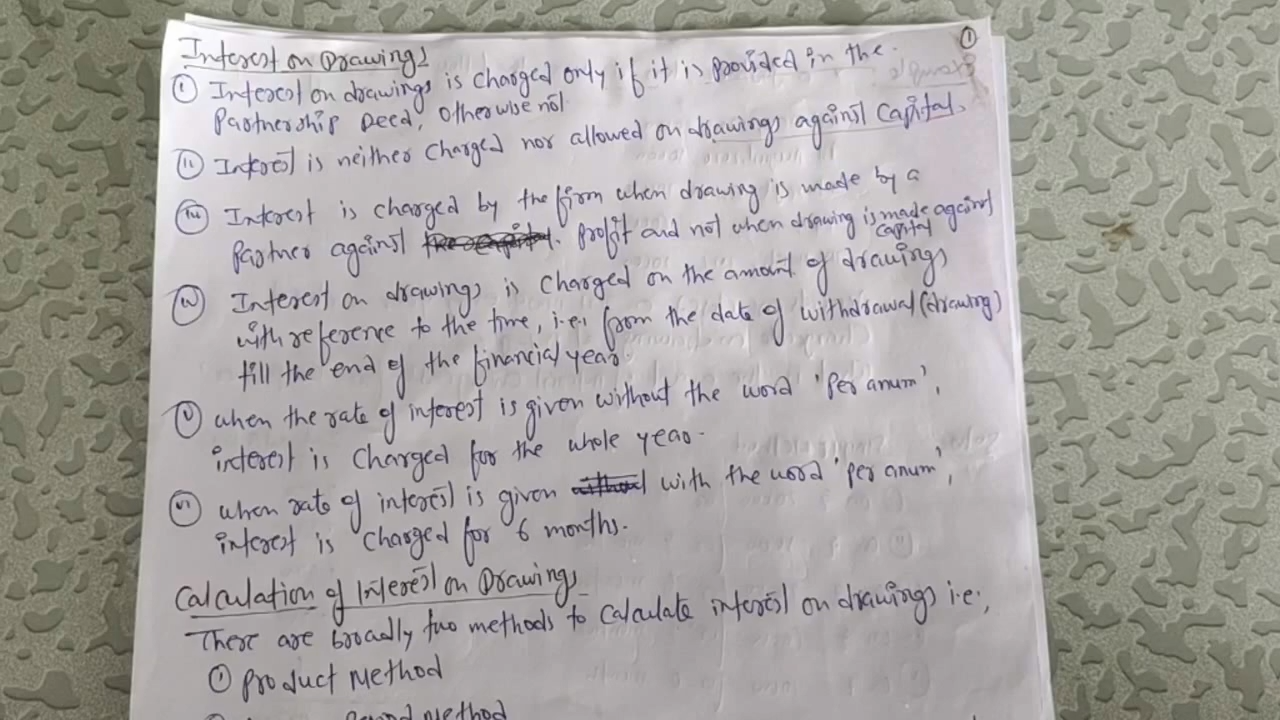 ①
Interest on Drawings
① Interest on drawings is charged only if it is provided in the
Partnership Deed, otherwise not.
⑪ Interest is neither charged nor allowed on drawings against Capital.
(iii) Interest is charged by the firm when drawing is made by a
Partner against Profit and not when drawing is made against
capital
(iv) Interest on drawings is charged on the amount of drawings
with reference to the time, i.e. from the date of withdrawal (drawing)
till the end of the financial year.
(v) when the rate of interest is given without the word 'Per anum',
interest is charged for the whole year.
(vi) when rate of interest is given with the word 'per anum',
interest is charged for 6 months.
Calculation of Interest on Drawings
There are broadly two methods to calculate interest on drawings i.e.,
① Product Method
Method